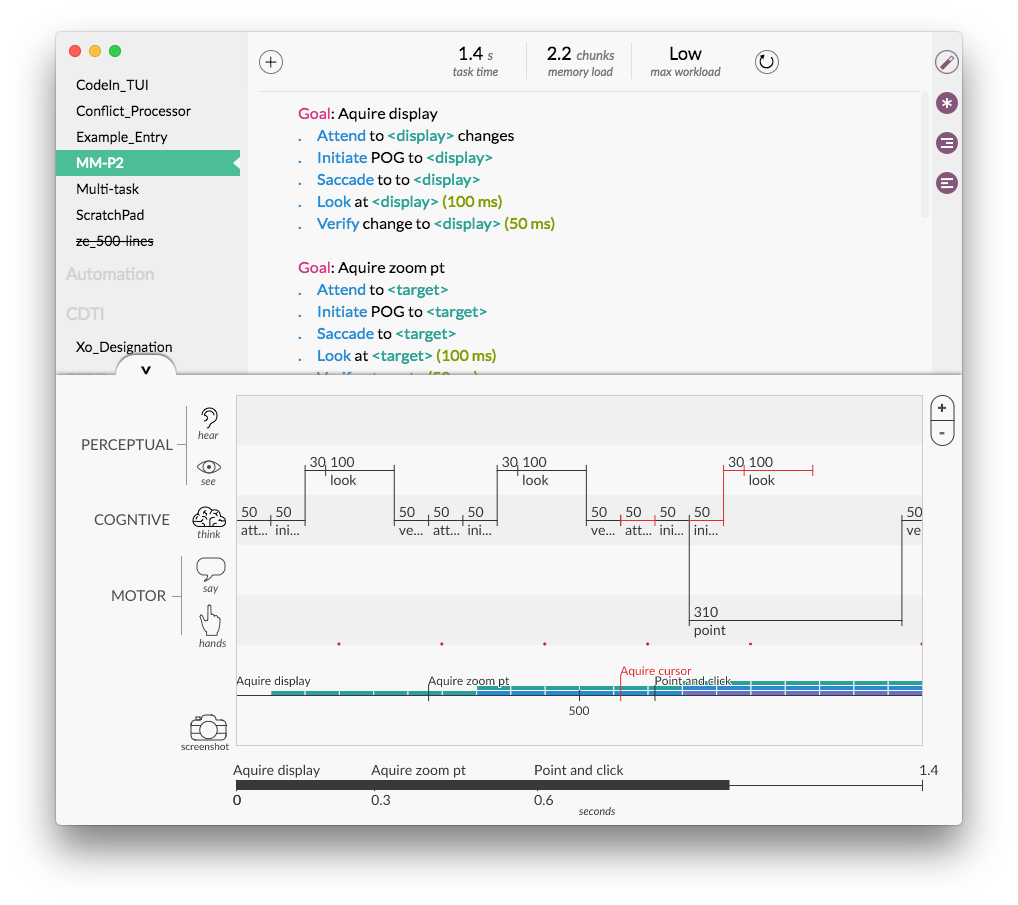 CodeIn_TUI
Conflict_Processor
Example_Entry
MM-P2
Multi-task
ScratchPad
ze_500-lines
Automation
CDTI
Xo_Designation
1.4 s
task time
2.2 chunks
memory load
Low
max workload
Goal: Aquire display
. Attend to <display> changes
. Initiate POG to <display>
. Saccade to to <display>
. Look at <display> (100 ms)
. Verify change to <display> (50 ms)
Goal: Aquire zoom pt
. Attend to <target>
. Initiate POG to <target>
. Saccade to <target>
. Look at <target> (100 ms)
PERCEPTUAL
hear
see
COGNTIVE
think
MOTOR
say
hands
screenshot
+
-
30 100
look
30 100
look
30 100
look
50 50
att... ini...
50 50 50
ve... att... ini...
50 50 50 50
ve... att... ini... ini...
50
ve
310
point
Aquire display
Aquire zoom pt
Aquire cursor
Point and click
500
Aquire display Aquire zoom pt Point and click 1.4
0 0.3 0.6
seconds